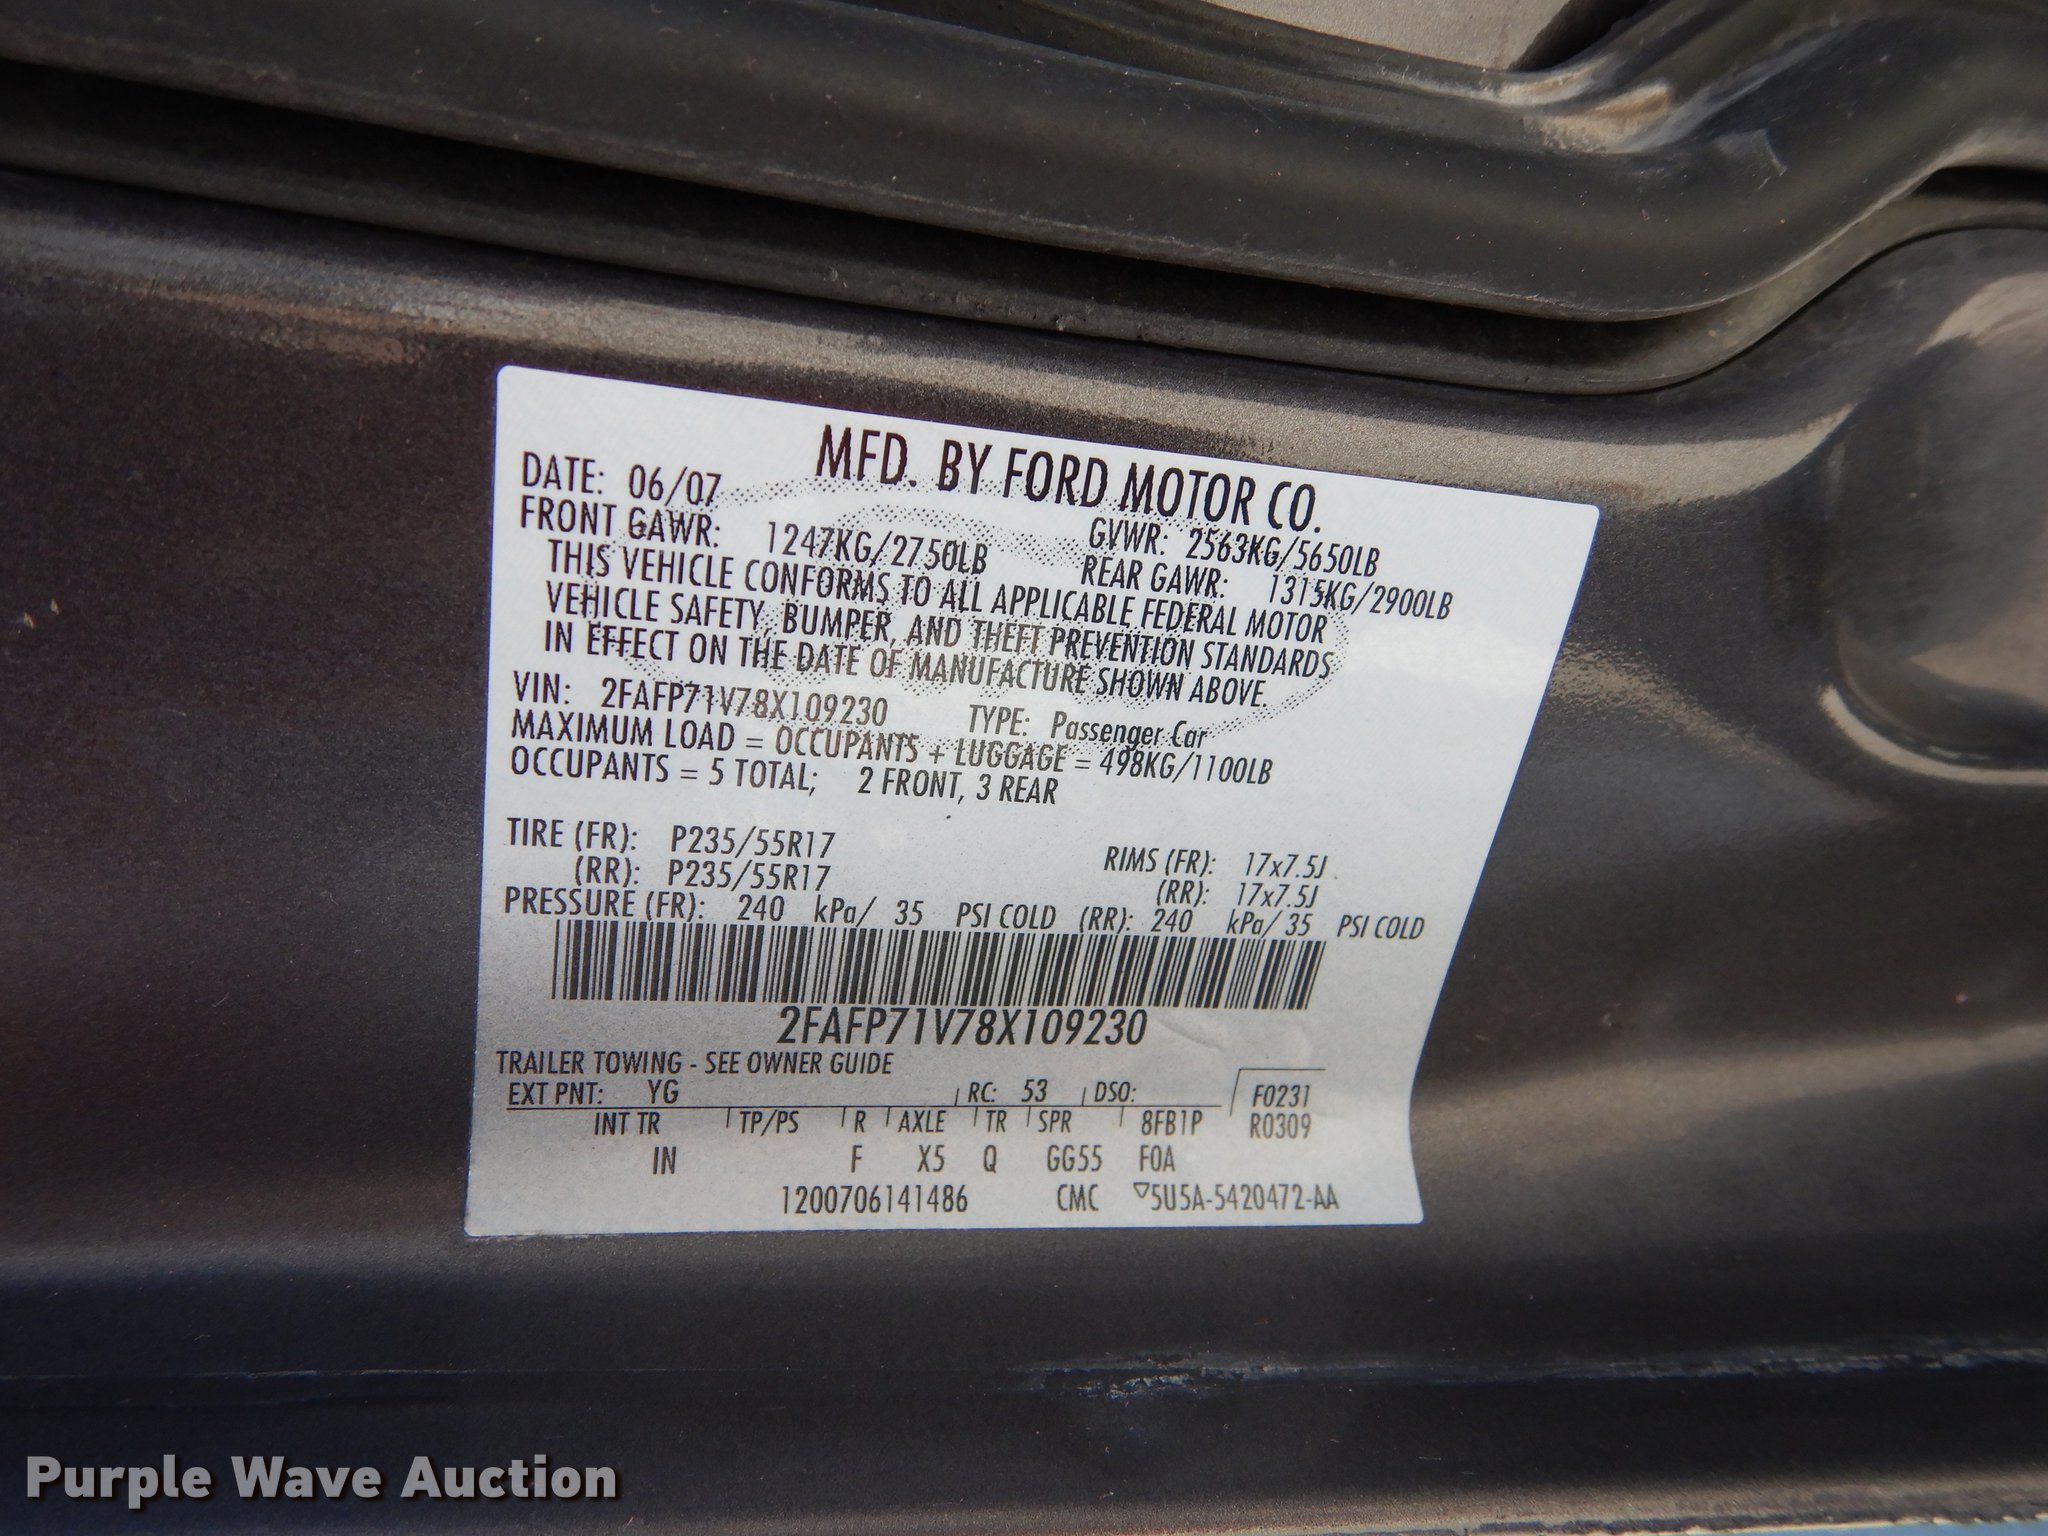 MFD. BY FORD MOTOR CO.
DATE: 06/07 GVWR: 2563KG/5650LB
FRONT GAWR: 1247KG/2750LB REAR GAWR: 1315KG/2900LB
THIS VEHICLE CONFORMS TO ALL APPLICABLE FEDERAL MOTOR
VEHICLE SAFETY, BUMPER, AND THEFT PREVENTION STANDARDS
IN EFFECT ON THE DATE OF MANUFACTURE SHOWN ABOVE.
VIN: 2FAFP71V78X109230 TYPE: Passenger Car
MAXIMUM LOAD = OCCUPANTS + LUGGAGE = 498KG/1100LB
OCCUPANTS = 5 TOTAL; 2 FRONT, 3 REAR
TIRE (FR): P235/55R17 RIMS (FR): 17x7.5J
(RR): P235/55R17 (RR): 17x7.5J
PRESSURE (FR): 240 kPa/ 35 PSI COLD (RR): 240 kPa/ 35 PSI COLD
2FAFP71V78X109230
TRAILER TOWING - SEE OWNER GUIDE
EXT PNT: YG RC: 53 DSO: F0231
INT TR TP/PS R AXLE TR SPR 8FB1P R0309
IN F X5 Q GG55 F0A
1200706141486 CMC ▽5U5A-5420472-AA
Purple Wave Auction